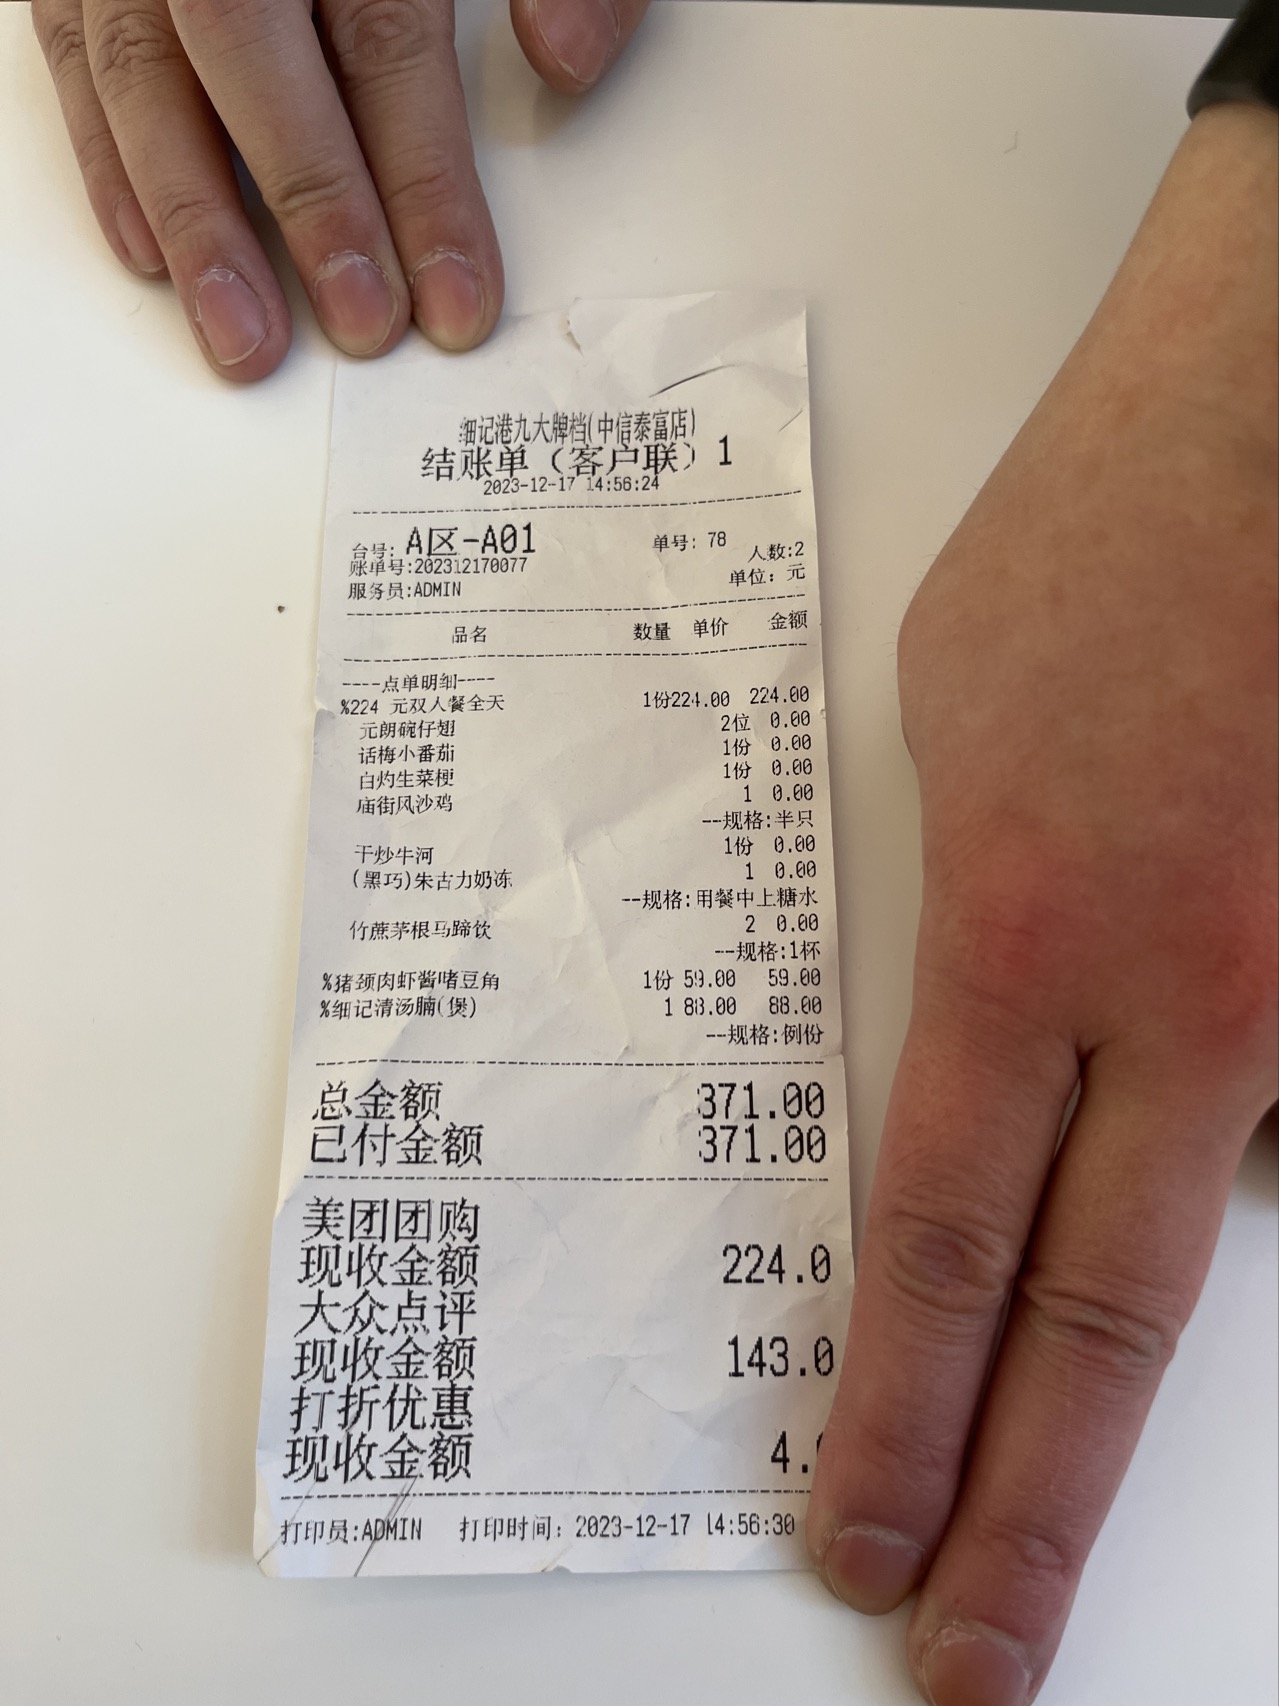 细记港九大牌档(中信泰富店)
结账单（客户联）1
2023-12-17 14:56:24
台号: A区-A01 单号: 78
账单号:202312170077 人数:2
服务员:ADMIN 单位: 元
品名 数量 单价 金额
----点单明细----
%224 元双人餐全天 1份224.00 224.00
元朗碗仔翅 2位 0.00
话梅小番茄 1份 0.00
白灼生菜梗 1份 0.00
庙街风沙鸡 1 0.00
--规格:半只
干炒牛河 1份 0.00
(黑巧)朱古力奶冻 1 0.00
--规格:用餐中上糖水
竹蔗茅根马蹄饮 2 0.00
--规格:1杯
%猪颈肉虾酱啫豆角 1份 59.00 59.00
%细记清汤腩(煲) 1 88.00 88.00
--规格:例份
总金额 371.00
已付金额 371.00
美团团购
现收金额 224.0
大众点评
现收金额 143.0
打折优惠
现收金额 4.
打印员:ADMIN 打印时间: 2023-12-17 14:56:30